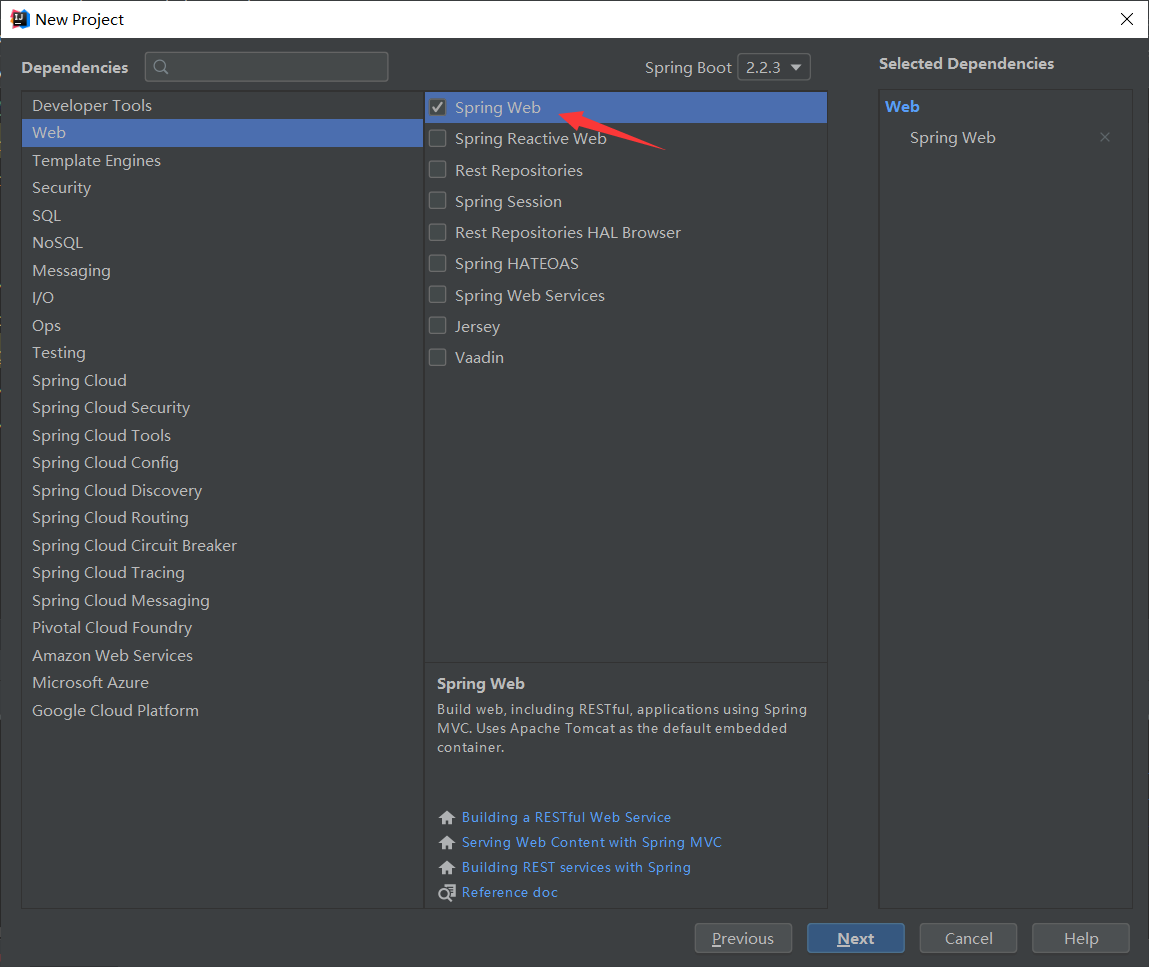 New Project
Dependencies
Spring Boot 2.2.3
Selected Dependencies
Developer Tools
Web
Template Engines
Security
SQL
NoSQL
Messaging
I/O
Ops
Testing
Spring Cloud
Spring Cloud Security
Spring Cloud Tools
Spring Cloud Config
Spring Cloud Discovery
Spring Cloud Routing
Spring Cloud Circuit Breaker
Spring Cloud Tracing
Spring Cloud Messaging
Pivotal Cloud Foundry
Amazon Web Services
Microsoft Azure
Google Cloud Platform
Spring Web
Spring Reactive Web
Rest Repositories
Spring Session
Rest Repositories HAL Browser
Spring HATEOAS
Spring Web Services
Jersey
Vaadin
Spring Web
Build web, including RESTful, applications using Spring
MVC. Uses Apache Tomcat as the default embedded
container.
Building a RESTful Web Service
Serving Web Content with Spring MVC
Building REST services with Spring
Reference doc
Web
Spring Web
Previous
Next
Cancel
Help